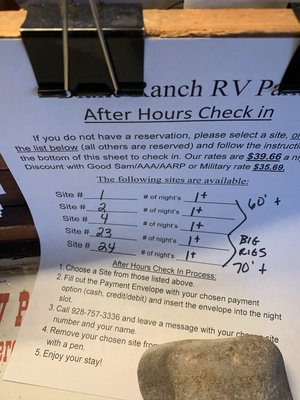 Ranch RV Pa
After Hours Check in
If you do not have a reservation, please select a site,
the list below (all others are reserved) and follow the instructi
the bottom of this sheet to check in. Our rates are $39.66 a ni
Discount with Good Sam/AAA/AARP or Military rate $35.69.
The following sites are available:
Site # 1 # of night's 1+
Site # 2 # of night's 1+
Site # 4 # of night's 1+
Site # 23 # of night's 1+
Site # 24 # of night's 1+
60' +
BIG
RIGS
70' +
After Hours Check In Process:
1. Choose a Site from those listed above.
2. Fill out the Payment Envelope with your chosen payment
option (cash, credit/debit) and insert the envelope into the night
slot.
3. Call 928-757-3336 and leave a message with your chosen site
number and your name.
4. Remove your chosen site fro
with a pen.
5. Enjoy your stay!